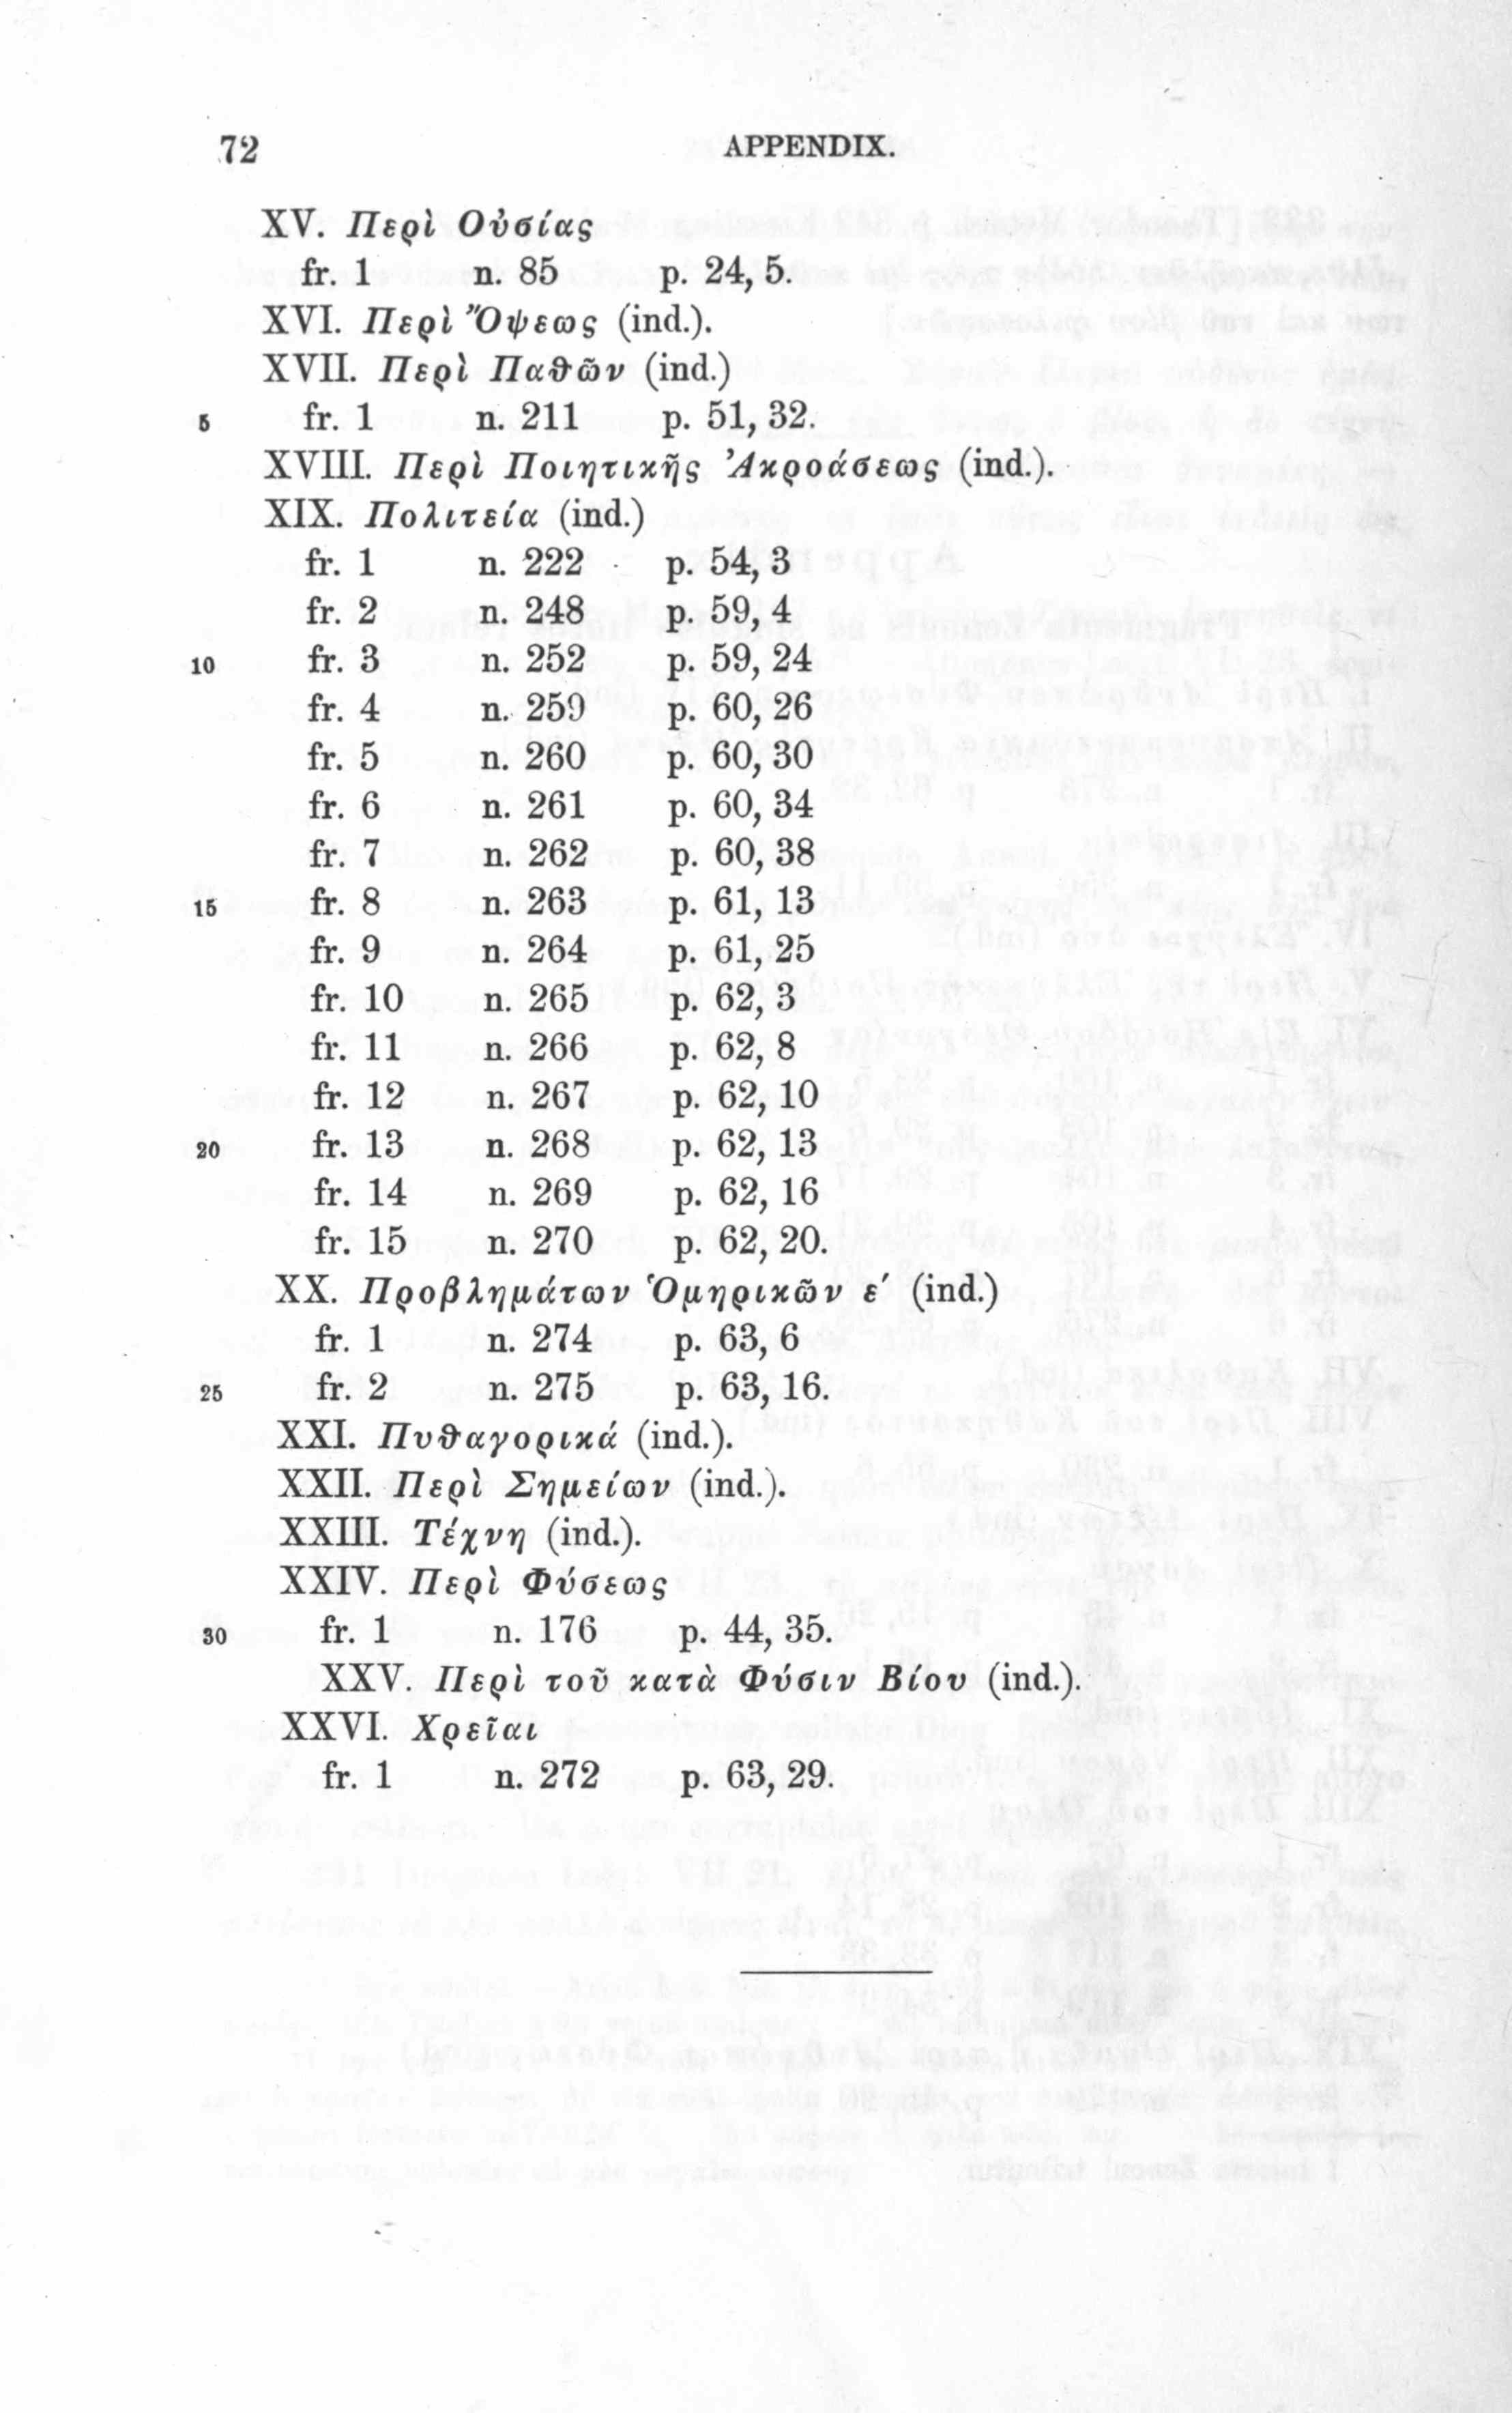 72 APPENDIX.
XV. Περὶ Οὐσίας
fr. 1 n. 85 p. 24, 5.
XVI. Περὶ Ὄψεως (ind.).
XVII. Περὶ Παθῶν (ind.)
5 fr. 1 n. 211 p. 51, 32.
XVIII. Περὶ Ποιητικῆς Ἀκροάσεως (ind.).
XIX. Πολιτεία (ind.)
fr. 1 n. 222 p. 54, 3
fr. 2 n. 248 p. 59, 4
10 fr. 3 n. 252 p. 59, 24
fr. 4 n. 259 p. 60, 26
fr. 5 n. 260 p. 60, 30
fr. 6 n. 261 p. 60, 34
fr. 7 n. 262 p. 60, 38
15 fr. 8 n. 263 p. 61, 13
fr. 9 n. 264 p. 61, 25
fr. 10 n. 265 p. 62, 3
fr. 11 n. 266 p. 62, 8
fr. 12 n. 267 p. 62, 10
20 fr. 13 n. 268 p. 62, 13
fr. 14 n. 269 p. 62, 16
fr. 15 n. 270 p. 62, 20.
XX. Προβλημάτων Ὁμηρικῶν ε′ (ind.)
fr. 1 n. 274 p. 63, 6
25 fr. 2 n. 275 p. 63, 16.
XXI. Πυθαγορικά (ind.).
XXII. Περὶ Σημείων (ind.).
XXIII. Τέχνη (ind.).
XXIV. Περὶ Φύσεως
30 fr. 1 n. 176 p. 44, 35.
XXV. Περὶ τοῦ κατὰ Φύσιν Βίου (ind.).
XXVI. Χρεῖαι
fr. 1 n. 272 p. 63, 29.